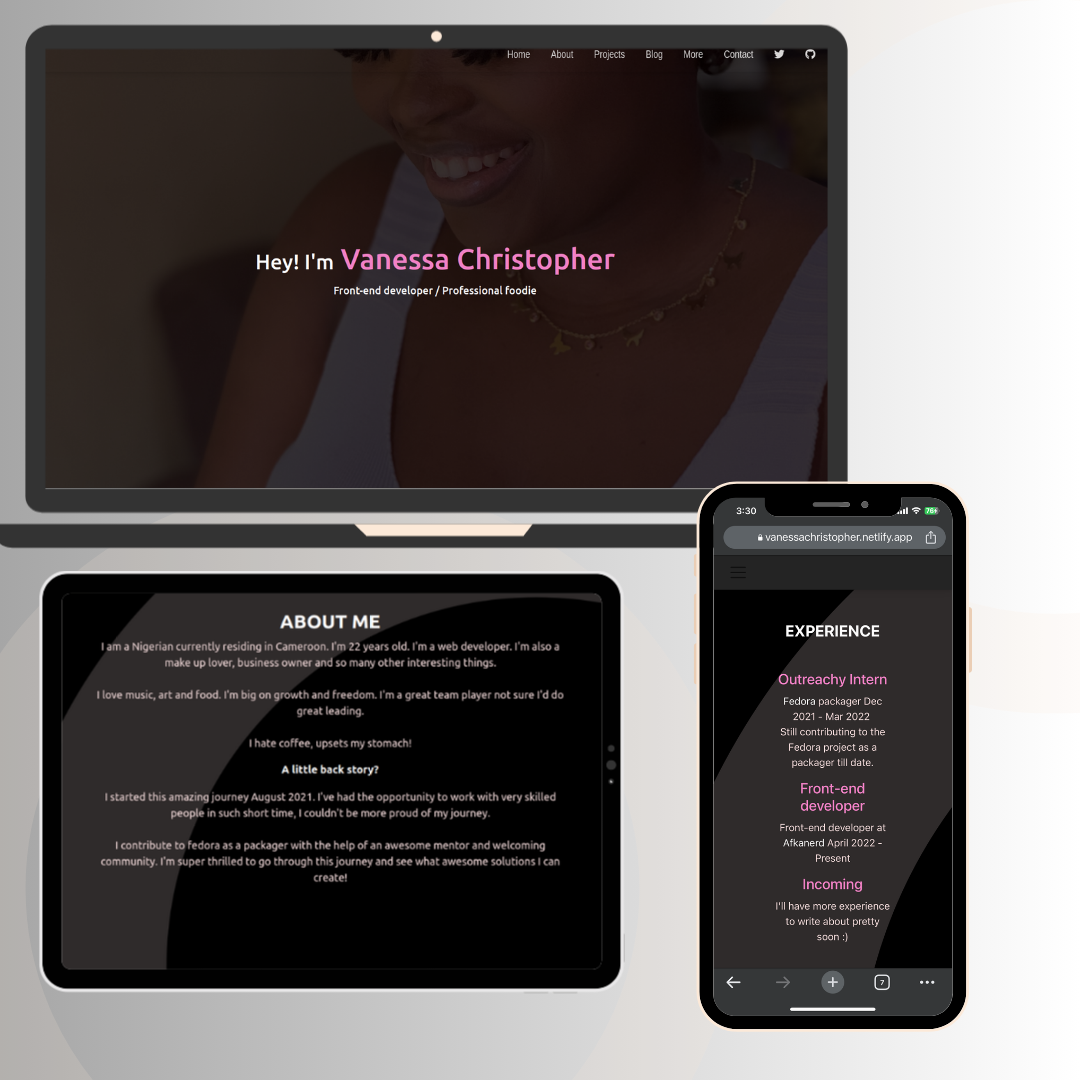 Home About Projects Blog More Contact
Hey! I'm Vanessa Christopher
Front-end developer / Professional foodie
ABOUT ME
I am a Nigerian currently residing in Cameroon. I'm 22 years old. I'm a web developer. I'm also a
make up lover, business owner and so many other interesting things.
I love music, art and food. I'm big on growth and freedom. I'm a great team player not sure I'd do
great leading.
I hate coffee, upsets my stomach!
A little back story?
I started this amazing journey August 2021. I've had the opportunity to work with very skilled
people in such short time, I couldn't be more proud of my journey.
I contribute to fedora as a packager with the help of an awesome mentor and welcoming
community. I'm super thrilled to go through this journey and see what awesome solutions I can
create!
3:30
76
vanessachristopher.netlify.app
EXPERIENCE
Outreachy Intern
Fedora packager Dec
2021 - Mar 2022
Still contributing to the
Fedora project as a
packager till date.
Front-end
developer
Front-end developer at
Afkanerd April 2022 -
Present
Incoming
I'll have more experience
to write about pretty
soon :)
7